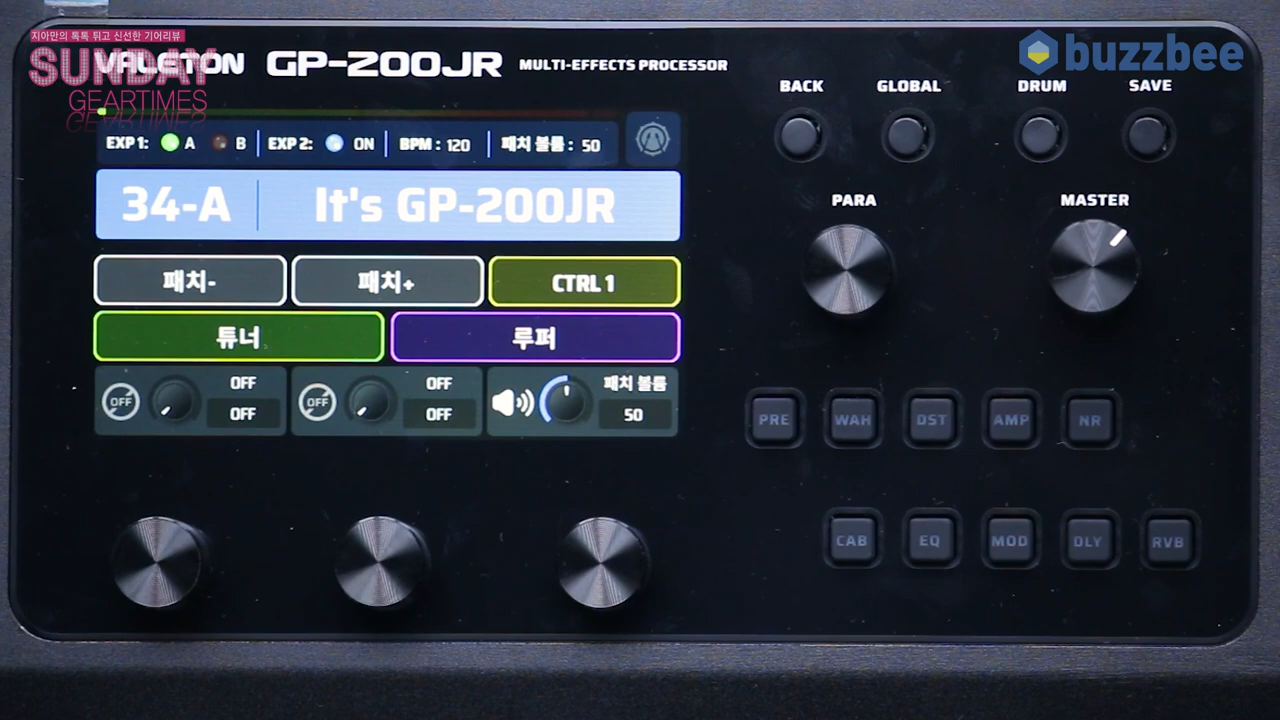 지아만의 톡톡 튀고 신선한 기어리뷰
SUNDAY
GEARTIMES
buzzbee
VALETON GP-200JR MULTI-EFFECTS PROCESSOR
BACK GLOBAL DRUM SAVE
EXP 1: A B EXP 2: ON BPM : 120 패치 볼륨 : 50
34-A It's GP-200JR
PARA MASTER
패치- 패치+ CTRL 1
튜너 루퍼
OFF OFF OFF
OFF OFF OFF
패치 볼륨
50
PRE WAH DST AMP NR
CAB EQ MOD DLY RVB